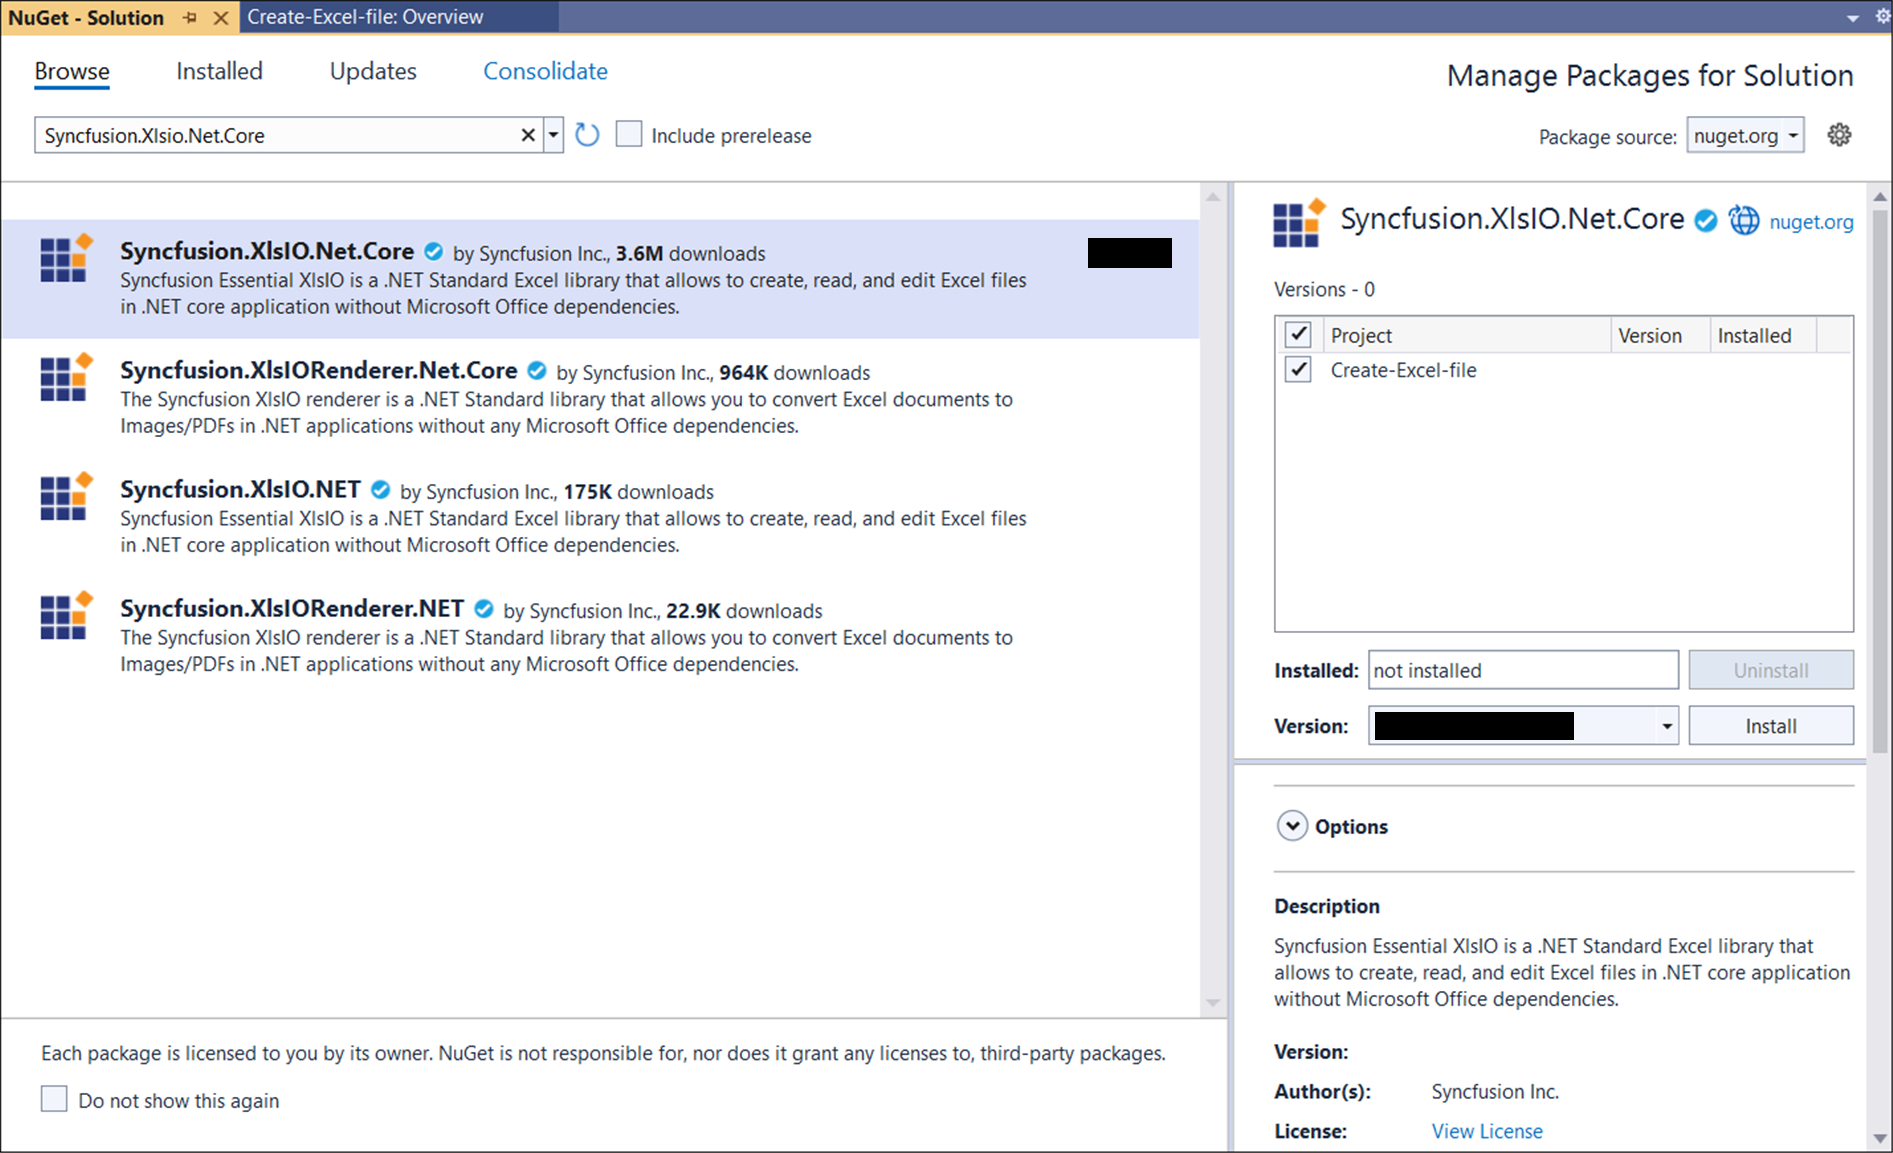 NuGet - Solution
Create-Excel-file: Overview
Browse
Installed
Updates
Consolidate
Manage Packages for Solution
Syncfusion.Xlsio.Net.Core
Include prerelease
Package source: nuget.org
Syncfusion.XlsIO.Net.Core by Syncfusion Inc., 3.6M downloads
Syncfusion Essential XlsIO is a .NET Standard Excel library that allows to create, read, and edit Excel files
in .NET core application without Microsoft Office dependencies.
Syncfusion.XlsIORenderer.Net.Core by Syncfusion Inc., 964K downloads
The Syncfusion XlsIO renderer is a .NET Standard library that allows you to convert Excel documents to
Images/PDFs in .NET applications without any Microsoft Office dependencies.
Syncfusion.XlsIO.NET by Syncfusion Inc., 175K downloads
Syncfusion Essential XlsIO is a .NET Standard Excel library that allows to create, read, and edit Excel files
in .NET core application without Microsoft Office dependencies.
Syncfusion.XlsIORenderer.NET by Syncfusion Inc., 22.9K downloads
The Syncfusion XlsIO renderer is a .NET Standard library that allows you to convert Excel documents to
Images/PDFs in .NET applications without any Microsoft Office dependencies.
Each package is licensed to you by its owner. NuGet is not responsible for, nor does it grant any licenses to, third-party packages.
Do not show this again
Syncfusion.XlsIO.Net.Core nuget.org
Versions - 0
Project Version Installed
Create-Excel-file
Installed: not installed Uninstall
Version: Install
Options
Description
Syncfusion Essential XlsIO is a .NET Standard Excel library that
allows to create, read, and edit Excel files in .NET core application
without Microsoft Office dependencies.
Version:
Author(s): Syncfusion Inc.
License: View License